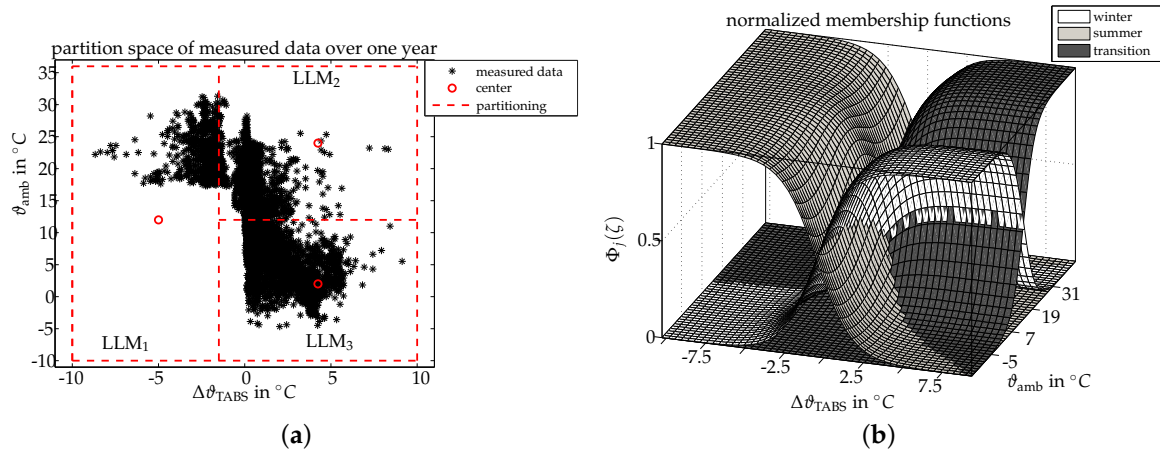 partition space of measured data over one year
35
30
25
20
15
10
5
0
-5
-10
ϑamb in °C
LLM2
LLM1
LLM3
measured data
center
partitioning
-10
-5
0
5
10
ΔϑTABS in °C
(a)
normalized membership functions
winter
summer
transition
1
0.5
0
Φj(ζ)
-7.5
-2.5
2.5
7.5
ΔϑTABS in °C
31
19
7
-5
ϑamb in °C
(b)